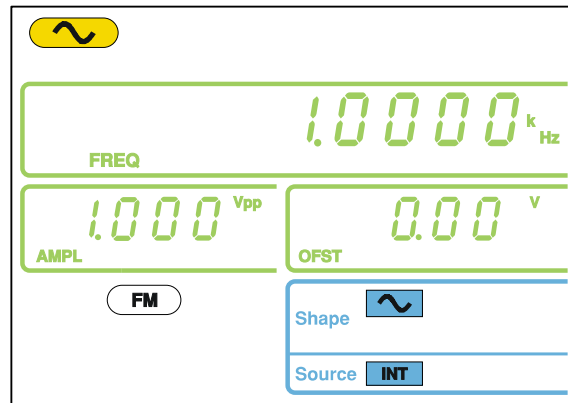 1.0000 k Hz
FREQ
1.000 Vpp
AMPL
0.00 V
OFST
FM
Shape
Source INT